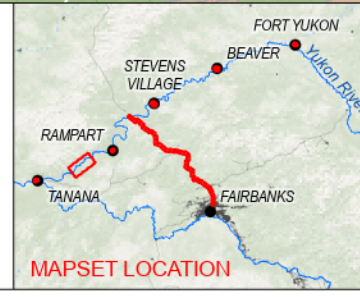 FORT YUKON
BEAVER
Yukon River
STEVENS
VILLAGE
RAMPART
TANANA
FAIRBANKS
MAPSET LOCATION